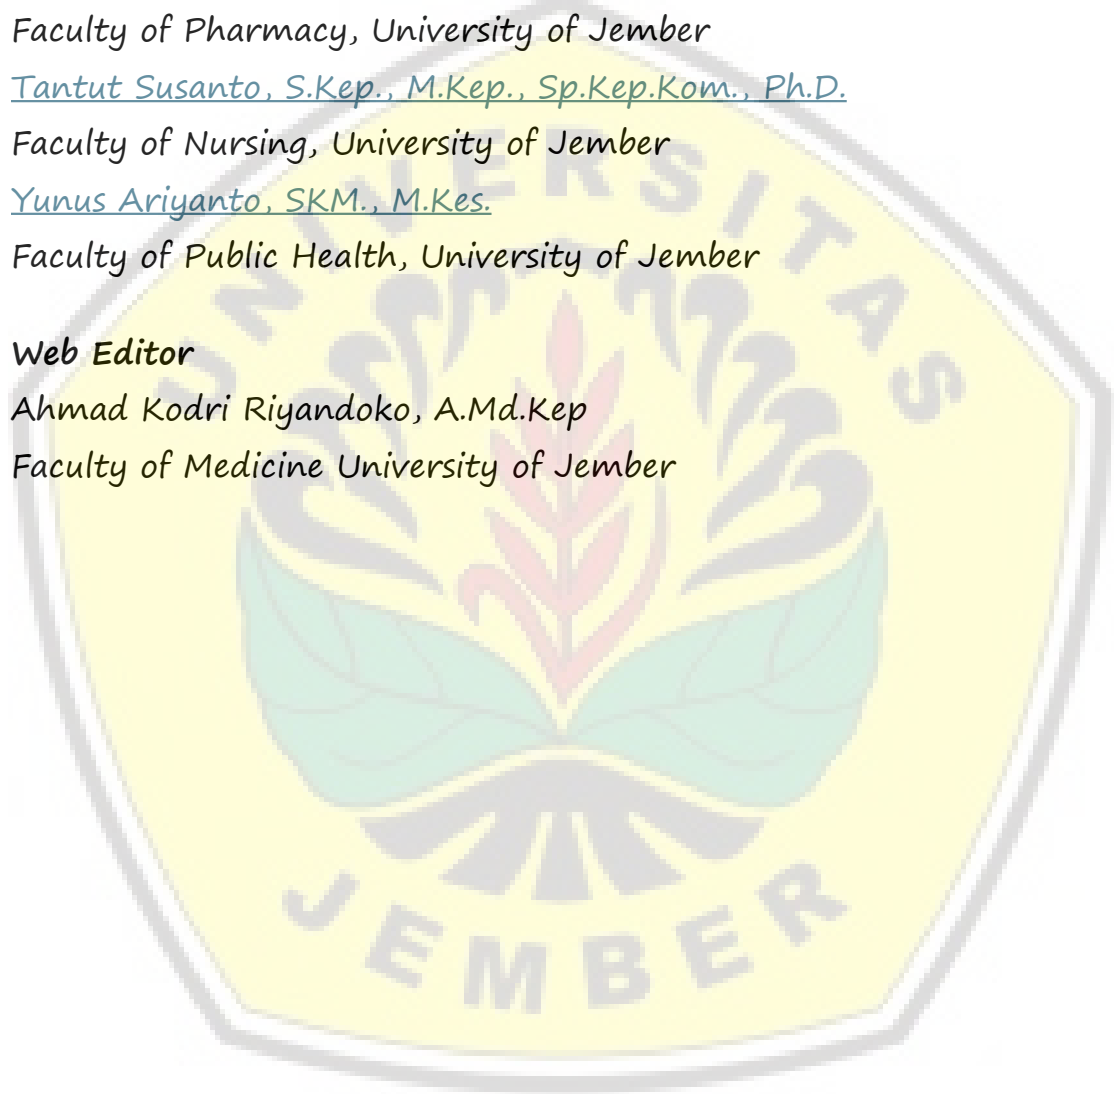 Faculty of Pharmacy, University of Jember
Tantut Susanto, S.Kep., M.Kep., Sp.Kep.Kom., Ph.D.
Faculty of Nursing, University of Jember
Yunus Ariyanto, SKM., M.Kes.
Faculty of Public Health, University of Jember
Web Editor
Ahmad Kodri Riyandoko, A.Md.Kep
Faculty of Medicine University of Jember
UNIVERSITAS
JEMBER